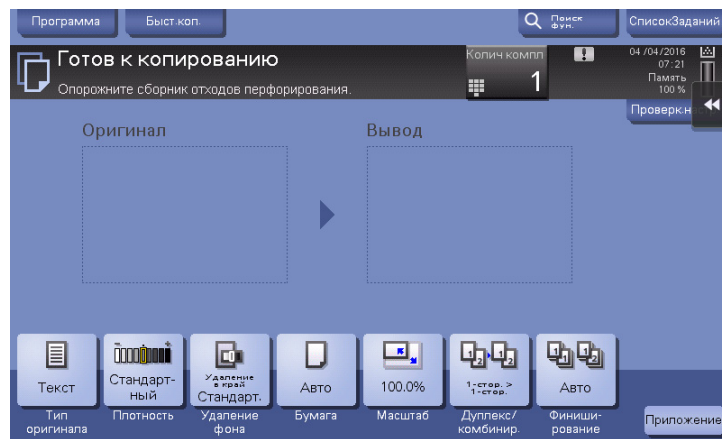 Программа
Быст.коп.
Поиск
фун.
СписокЗаданий
Готов к копированию
Опорожните сборник отходов перфорирования.
Копич компл
1
04/04/2016
07:21
Память
100 %
Проверк.н
Оригинал
Вывод
Текст
Стандарт-
ный
Удаление
в край
Стандарт.
Авто
100.0%
1-стор. >
1-стор.
Авто
Тип
оригинала
Плотность
Удаление
фона
Бумага
Масштаб
Дуплекс/
комбинир.
Финиши-
рование
Приложение